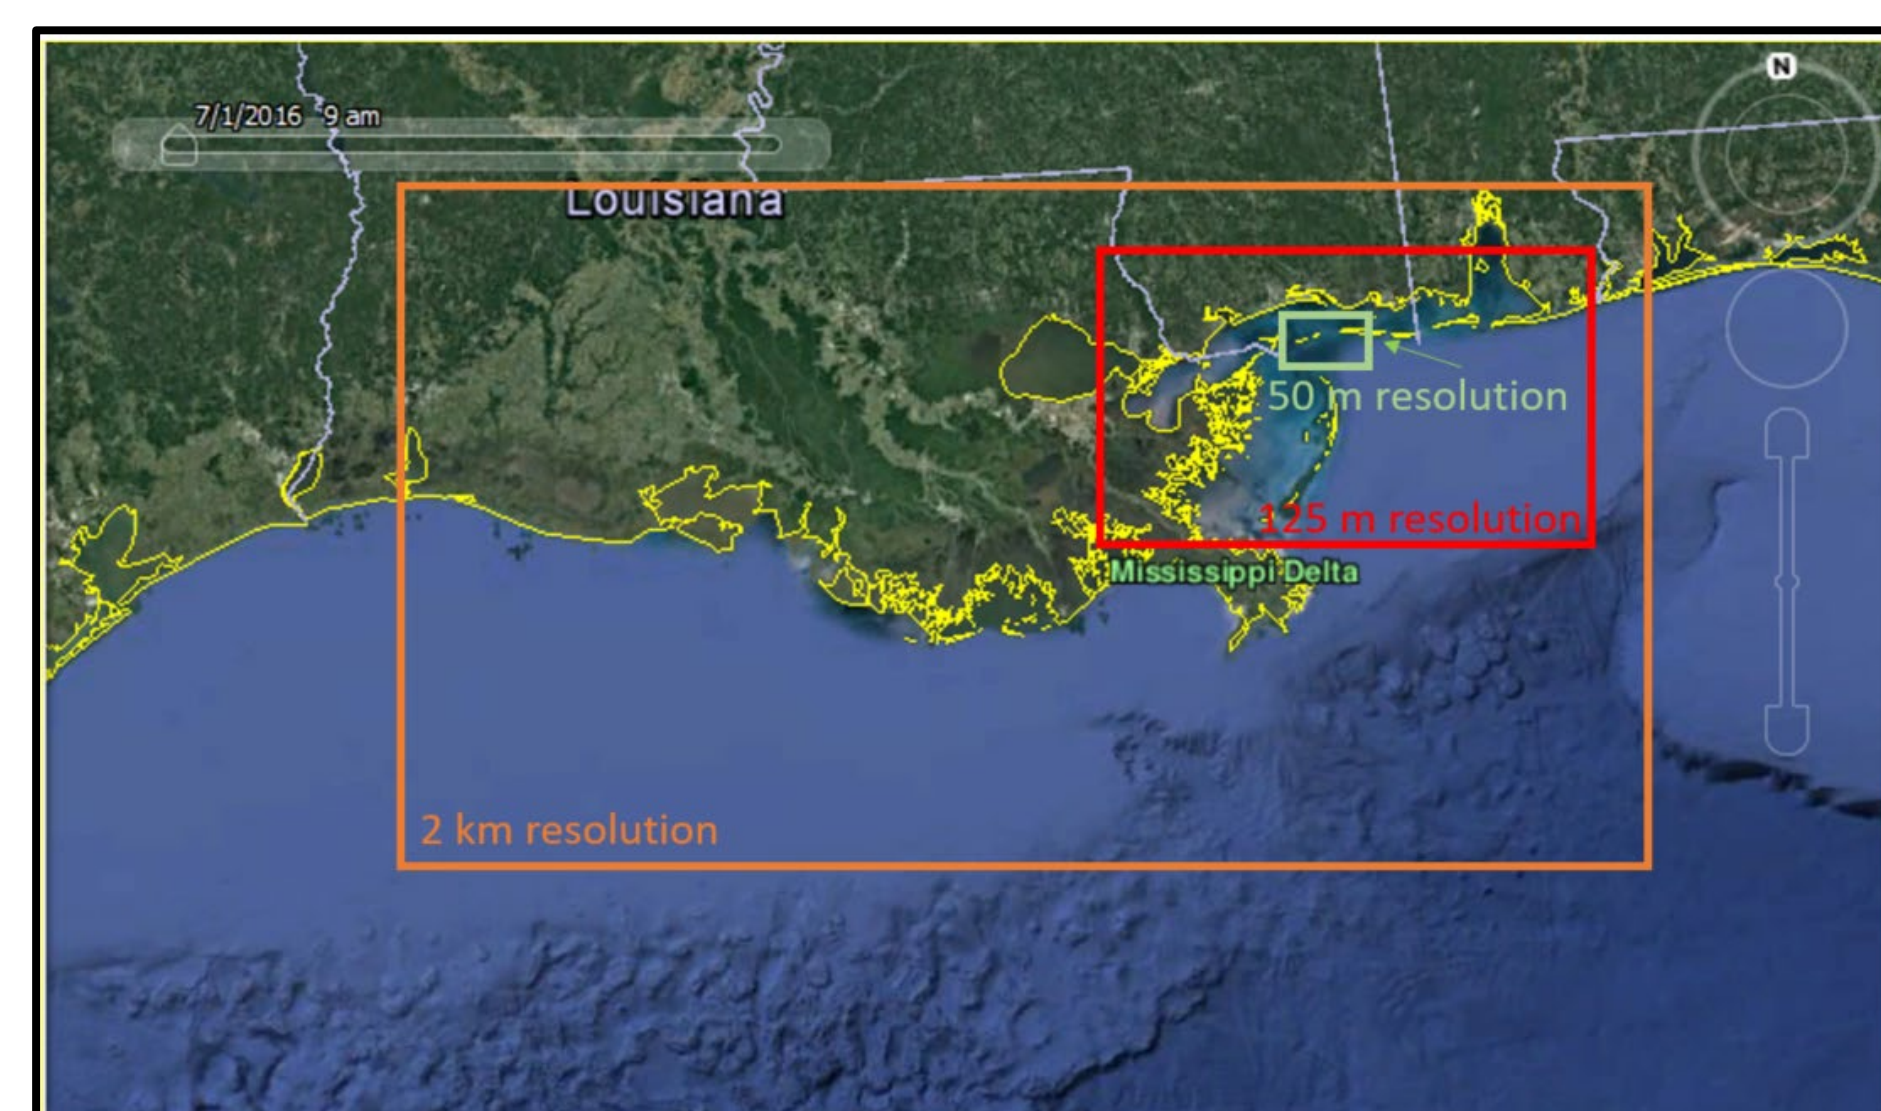 N
7/1/2016 9 am
Louisiana
50 m resolution
125 m resolution
Mississippi Delta
2 km resolution